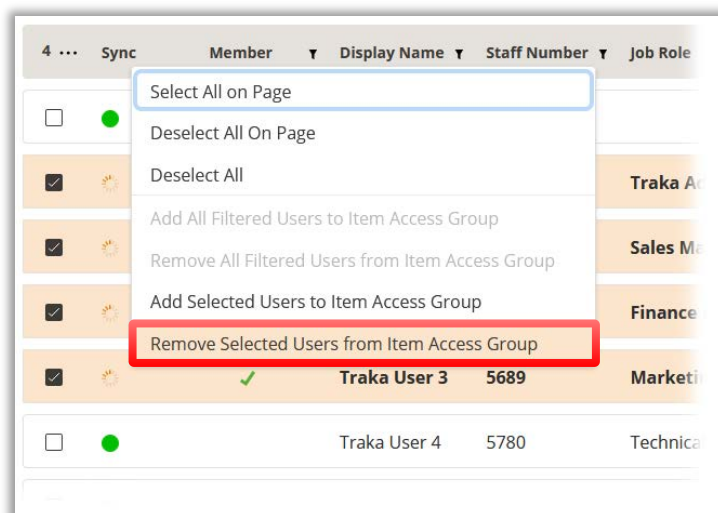 4 ... Sync Member Display Name Staff Number Job Role
Select All on Page
Deselect All On Page
Deselect All
Traka
Add All Filtered Users to Item Access Group
Remove All Filtered Users from Item Access Group
Sales
Add Selected Users to Item Access Group
Finance
Remove Selected Users from Item Access Group
Traka User 3 5689
Traka User 4 5780